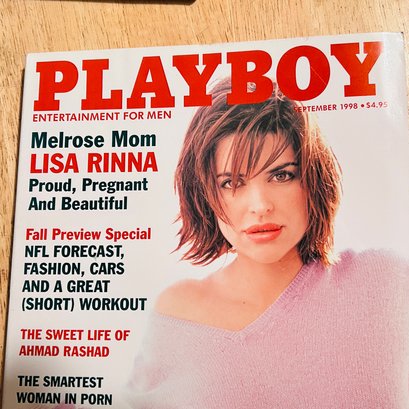 PLAYBOY
ENTERTAINMENT FOR MEN
SEPTEMBER 1998 • $4.95
Melrose Mom
LISA RINNA
Proud, Pregnant
And Beautiful
Fall Preview Special
NFL FORECAST,
FASHION, CARS
AND A GREAT
(SHORT) WORKOUT
THE SWEET LIFE OF
AHMAD RASHAD
THE SMARTEST
WOMAN IN PORN